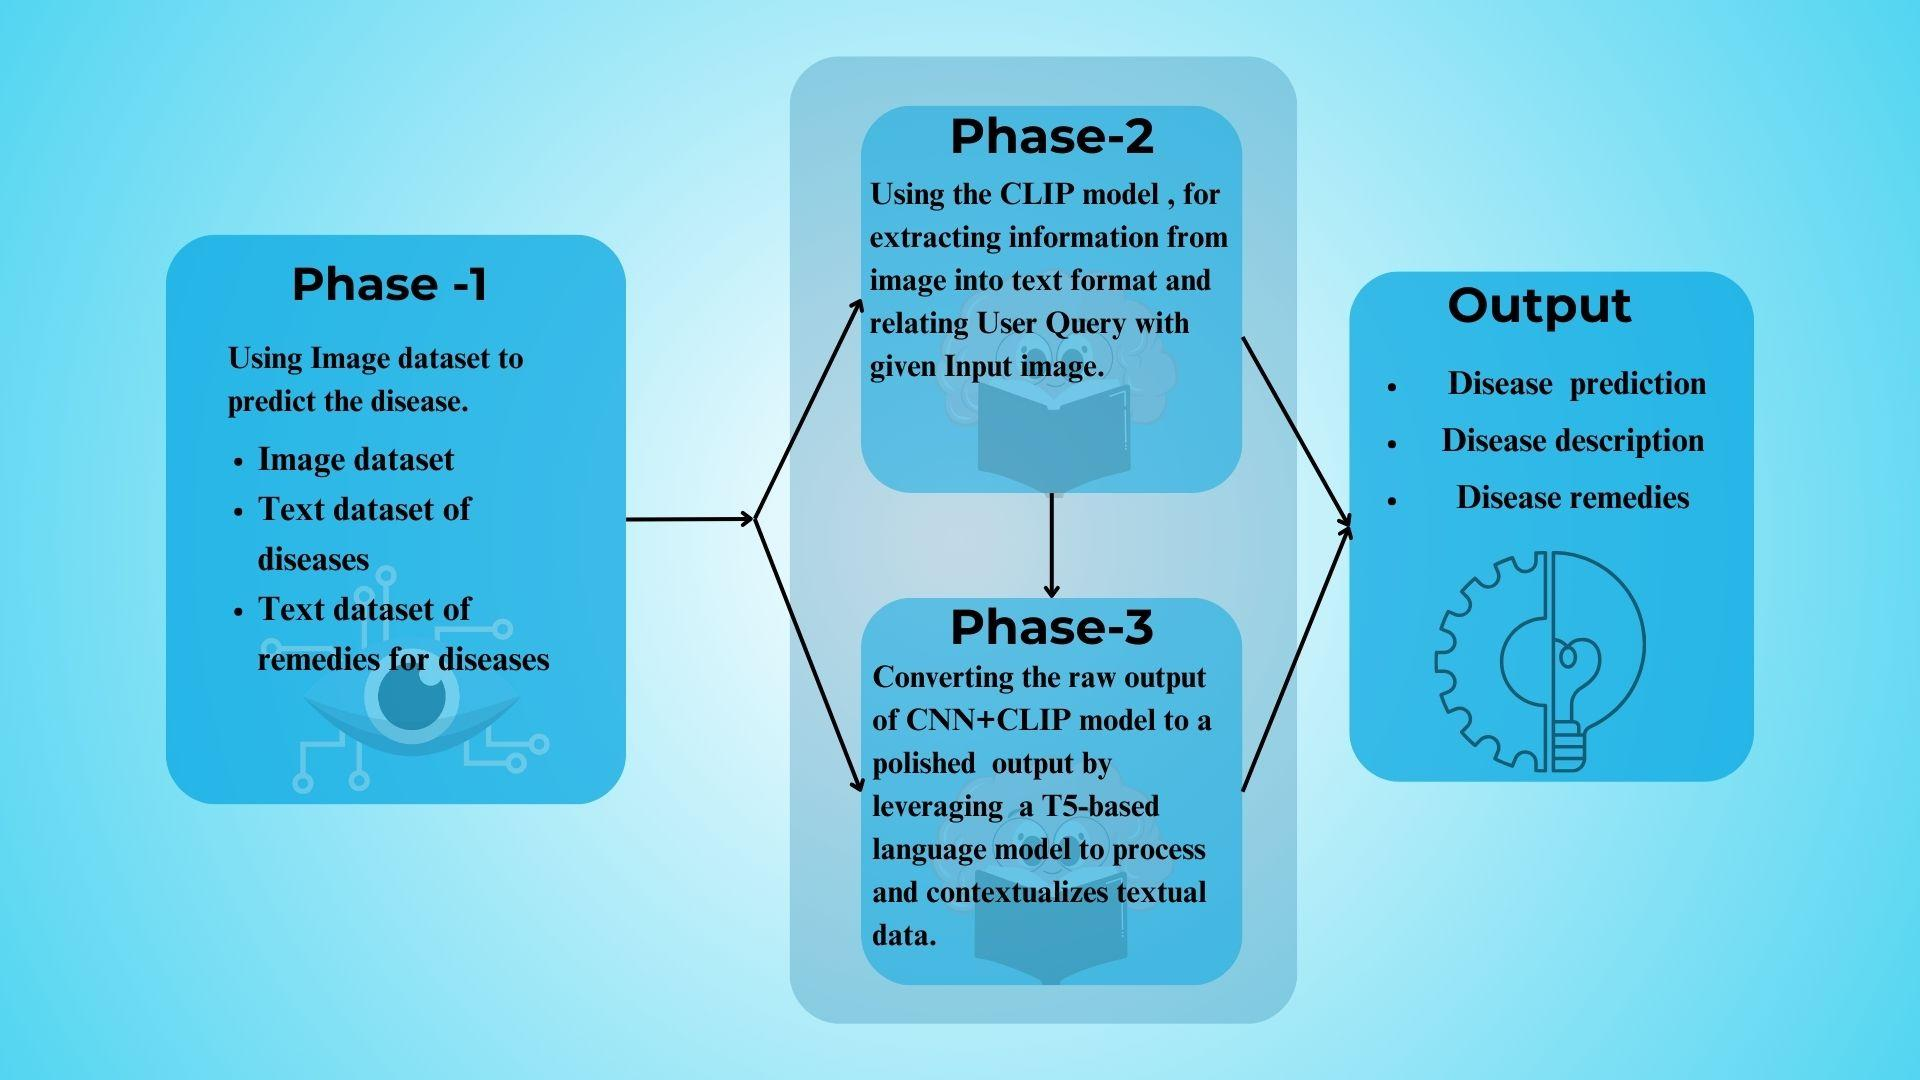 Phase -1
Using Image dataset to
predict the disease.
• Image dataset
• Text dataset of
diseases
• Text dataset of
remedies for diseases
Phase-2
Using the CLIP model , for
extracting information from
image into text format and
relating User Query with
given Input image.
Phase-3
Converting the raw output
of CNN+CLIP model to a
polished output by
leveraging a T5-based
language model to process
and contextualizes textual
data.
Output
• Disease prediction
• Disease description
• Disease remedies